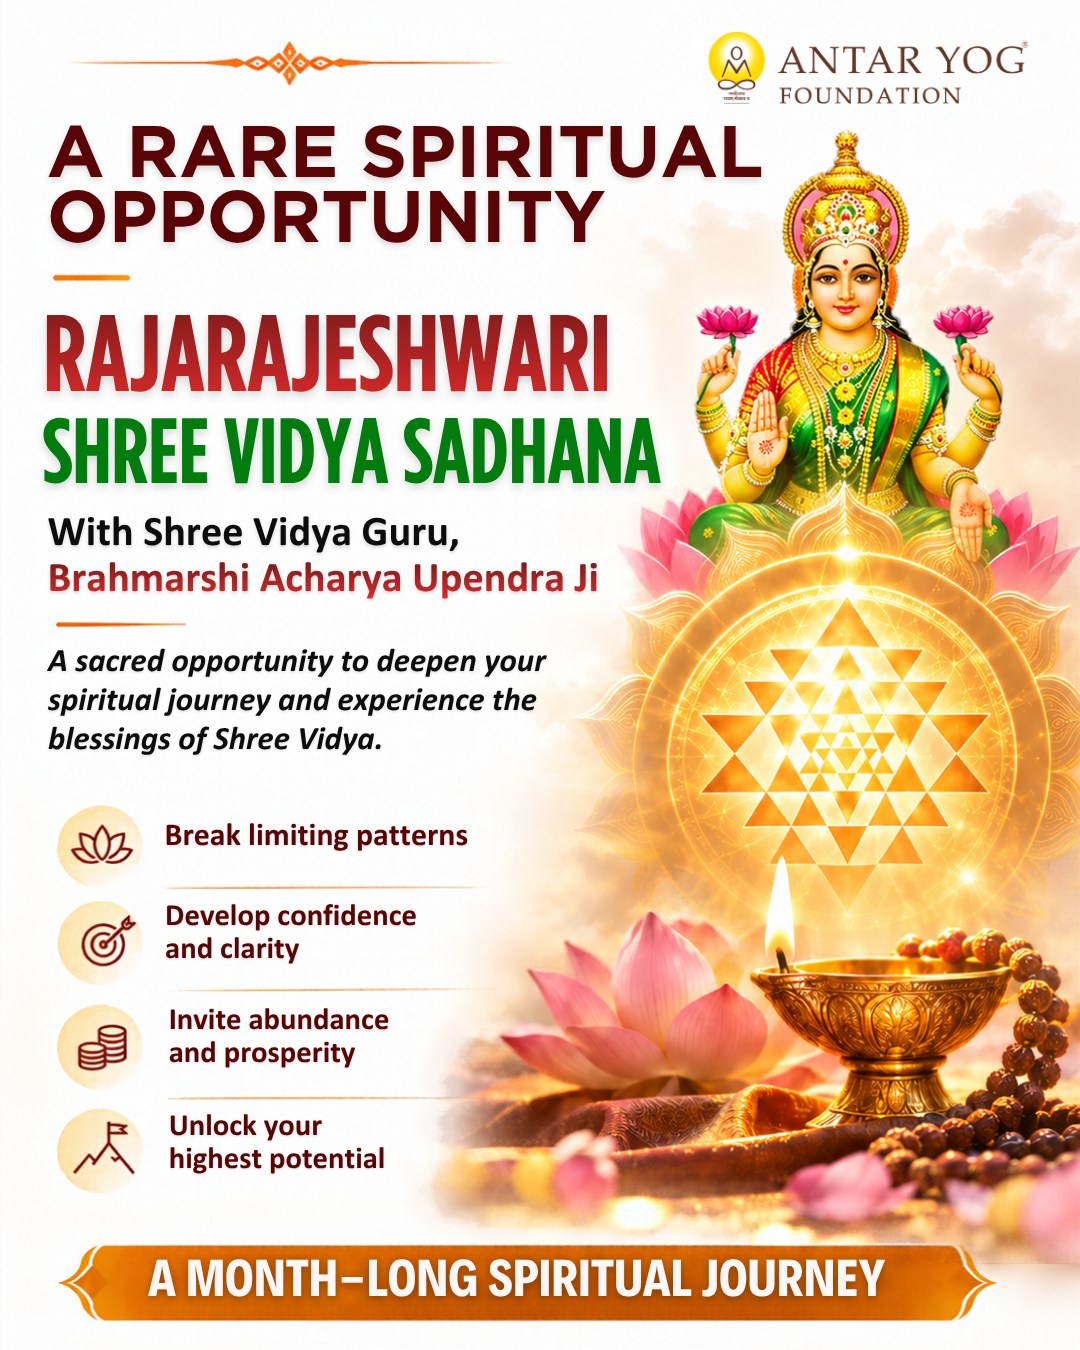 ANTAR YOG®
FOUNDATION
A RARE SPIRITUAL
OPPORTUNITY
RAJARAJESHWARI
SHREE VIDYA SADHANA
With Shree Vidya Guru,
Brahmarshi Acharya Upendra Ji
A sacred opportunity to deepen your
spiritual journey and experience the
blessings of Shree Vidya.
Break limiting patterns
Develop confidence
and clarity
Invite abundance
and prosperity
Unlock your
highest potential
A MONTH–LONG SPIRITUAL JOURNEY